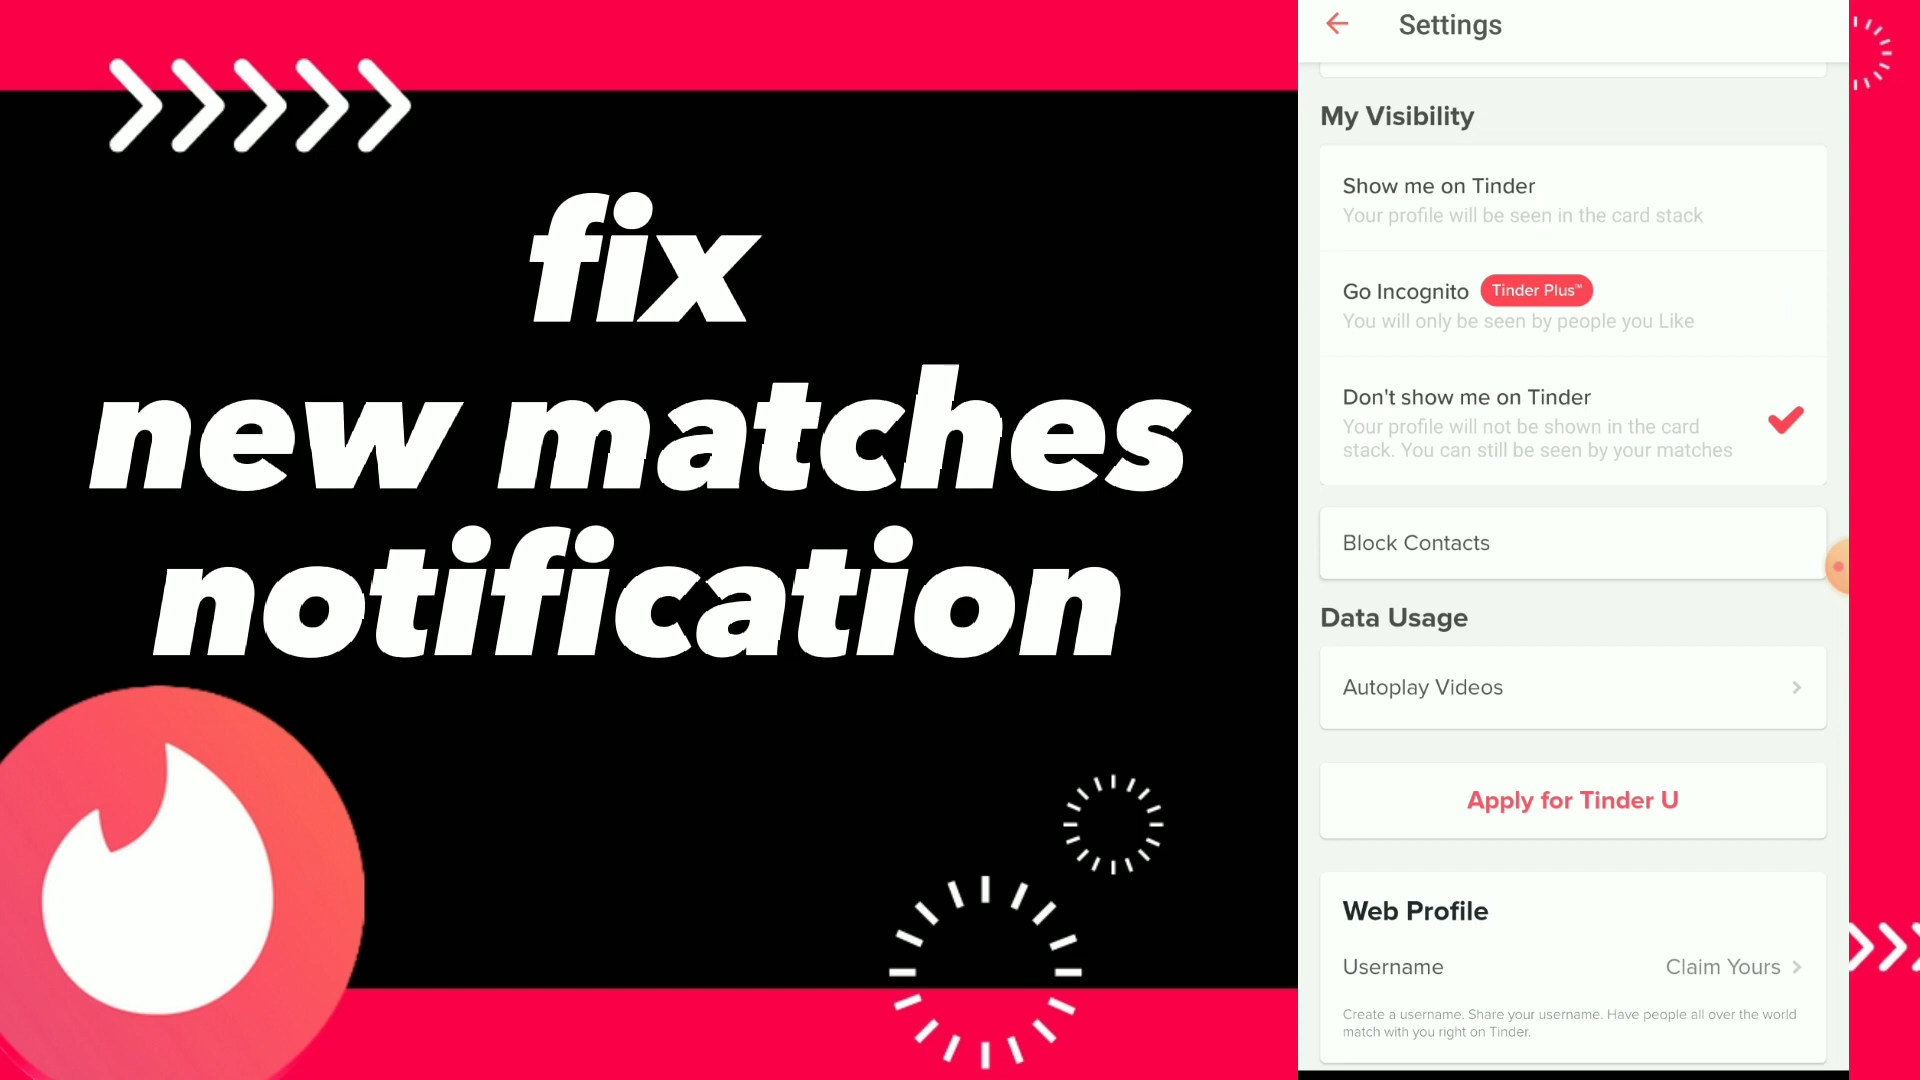 fix
new matches
notification
Settings
My Visibility
Show me on Tinder
Your profile will be seen in the card stack
Go Incognito Tinder Plus™
You will only be seen by people you Like
Don't show me on Tinder
Your profile will not be shown in the card
stack. You can still be seen by your matches
Block Contacts
Data Usage
Autoplay Videos
Apply for Tinder U
Web Profile
Username Claim Yours
Create a username. Share your username. Have people all over the world
match with you right on Tinder.